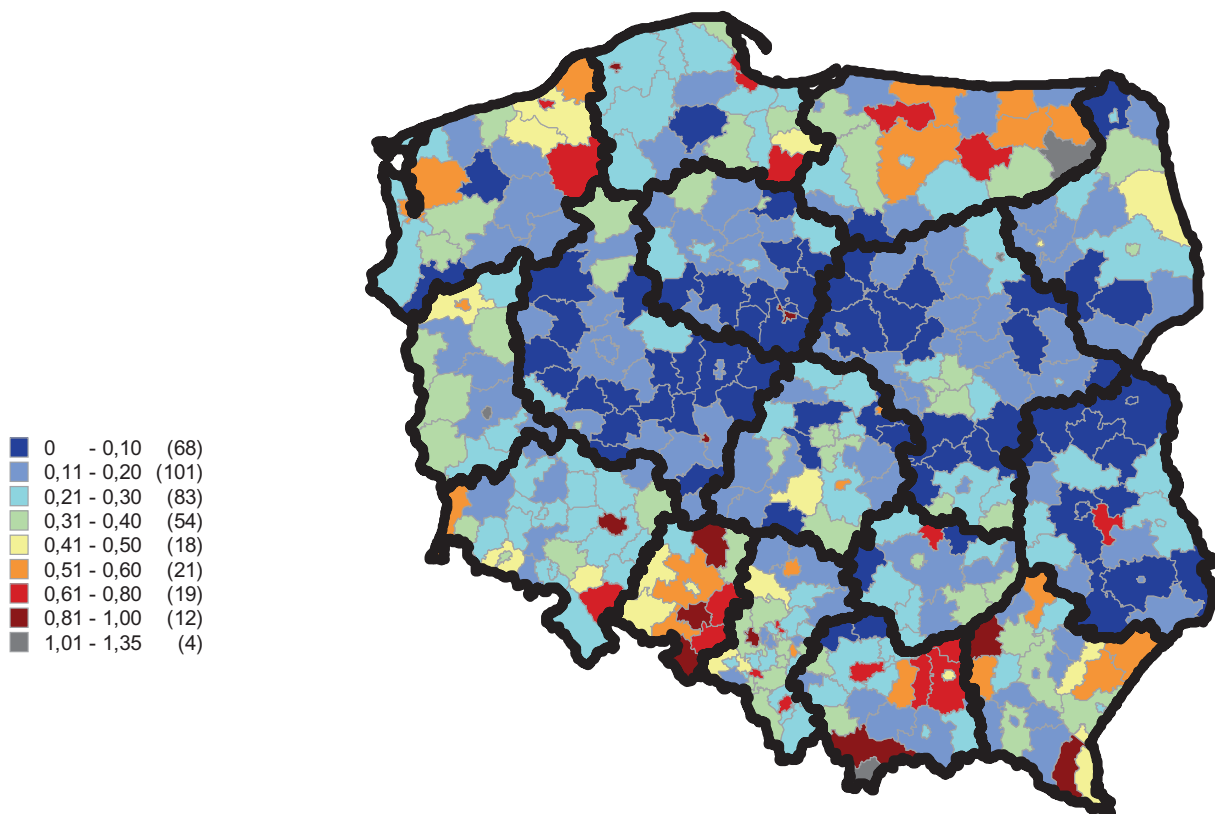 0 - 0,10 (68)
0,11 - 0,20 (101)
0,21 - 0,30 (83)
0,31 - 0,40 (54)
0,41 - 0,50 (18)
0,51 - 0,60 (21)
0,61 - 0,80 (19)
0,81 - 1,00 (12)
1,01 - 1,35 (4)